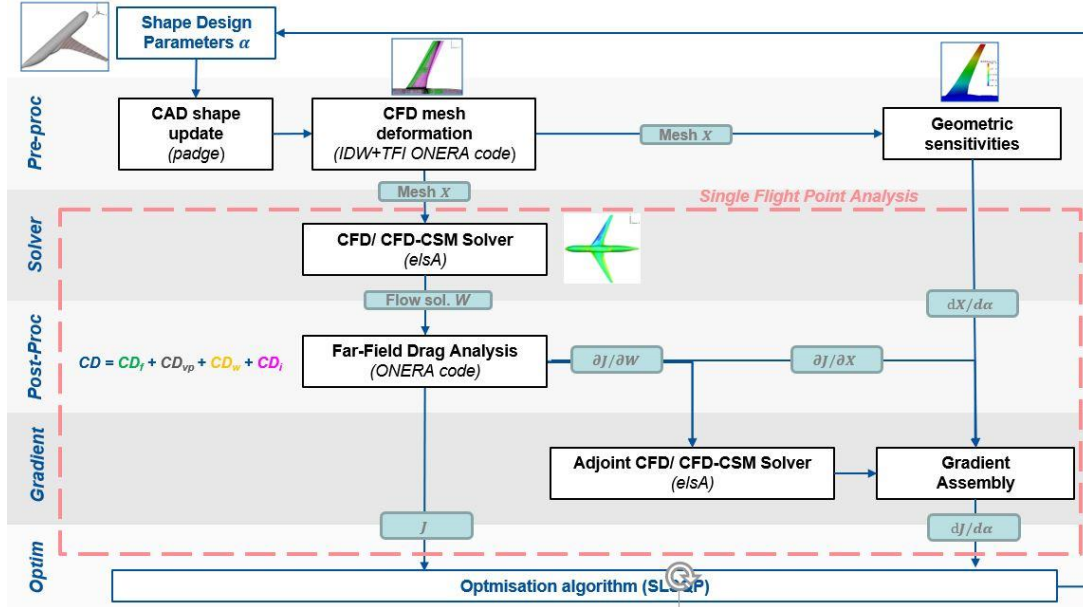 Shape Design
Parameters α
Pre-proc
CAD shape
update
(padge)
CFD mesh
deformation
(IDW+TFI ONERA code)
Mesh X
Geometric
sensitivities
Mesh X
Single Flight Point Analysis
Solver
CFD/ CFD-CSM Solver
(elsA)
Flow sol. W
dX/dα
Post-Proc
CD = CDf + CDvp + CDw + CDi
Far-Field Drag Analysis
(ONERA code)
∂J/∂W
∂J/∂X
Gradient
Adjoint CFD/ CFD-CSM Solver
(elsA)
Gradient
Assembly
J
dJ/dα
Optim
Optmisation algorithm